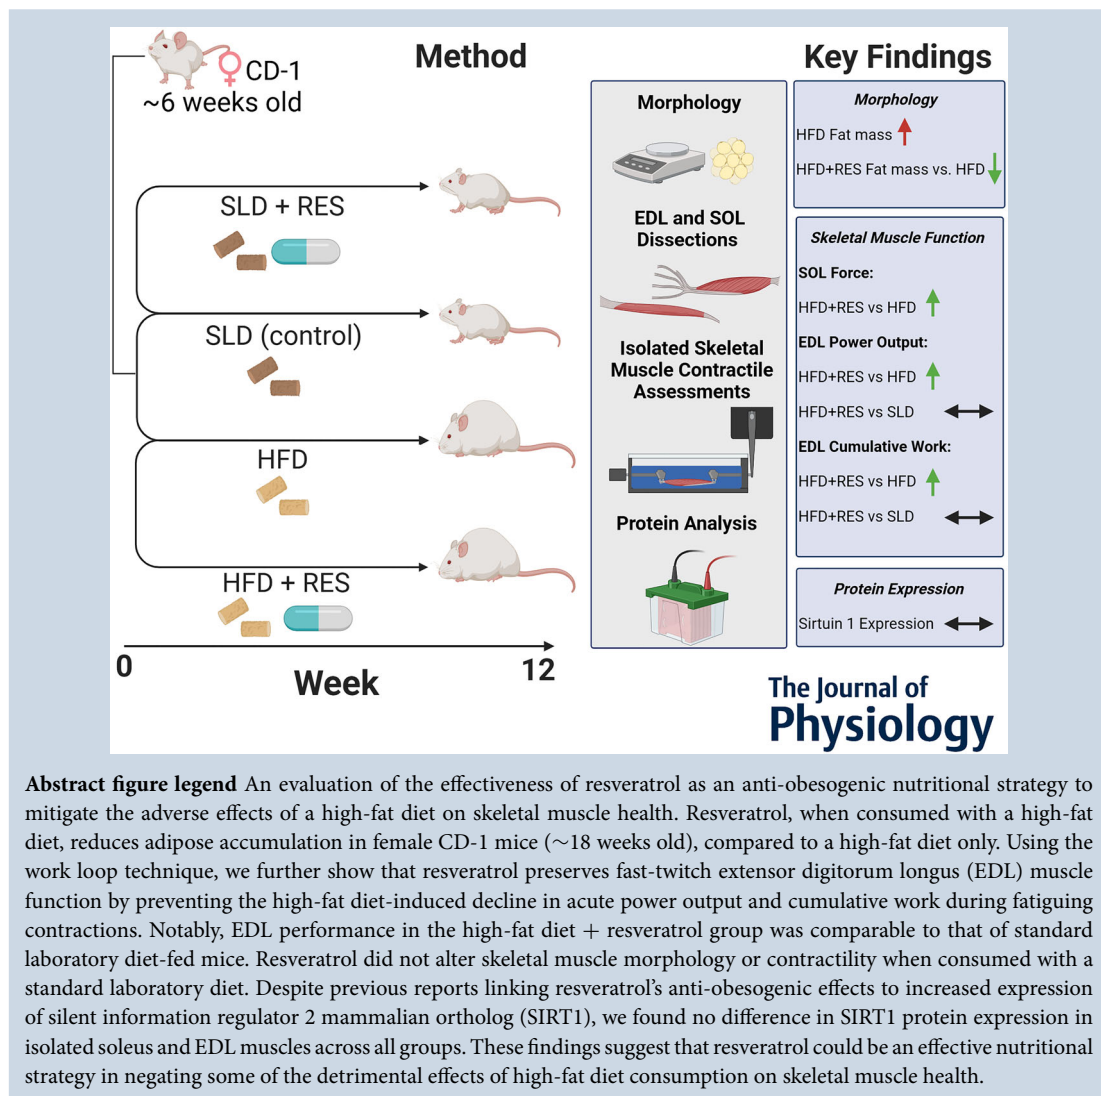 Method
Key Findings
CD-1
~6 weeks old
SLD + RES
SLD (control)
HFD
HFD + RES
0
12
Week
Morphology
EDL and SOL
Dissections
Isolated Skeletal
Muscle Contractile
Assessments
Protein Analysis
Morphology
HFD Fat mass
HFD+RES Fat mass vs. HFD
Skeletal Muscle Function
SOL Force:
HFD+RES vs HFD
EDL Power Output:
HFD+RES vs HFD
HFD+RES vs SLD
EDL Cumulative Work:
HFD+RES vs HFD
HFD+RES vs SLD
Protein Expression
Sirtuin 1 Expression
The Journal of
Physiology
Abstract figure legend An evaluation of the effectiveness of resveratrol as an anti-obesogenic nutritional strategy to
mitigate the adverse effects of a high-fat diet on skeletal muscle health. Resveratrol, when consumed with a high-fat
diet, reduces adipose accumulation in female CD-1 mice (∼18 weeks old), compared to a high-fat diet only. Using the
work loop technique, we further show that resveratrol preserves fast-twitch extensor digitorum longus (EDL) muscle
function by preventing the high-fat diet-induced decline in acute power output and cumulative work during fatiguing
contractions. Notably, EDL performance in the high-fat diet + resveratrol group was comparable to that of standard
laboratory diet-fed mice. Resveratrol did not alter skeletal muscle morphology or contractility when consumed with a
standard laboratory diet. Despite previous reports linking resveratrol's anti-obesogenic effects to increased expression
of silent information regulator 2 mammalian ortholog (SIRT1), we found no difference in SIRT1 protein expression in
isolated soleus and EDL muscles across all groups. These findings suggest that resveratrol could be an effective nutritional
strategy in negating some of the detrimental effects of high-fat diet consumption on skeletal muscle health.